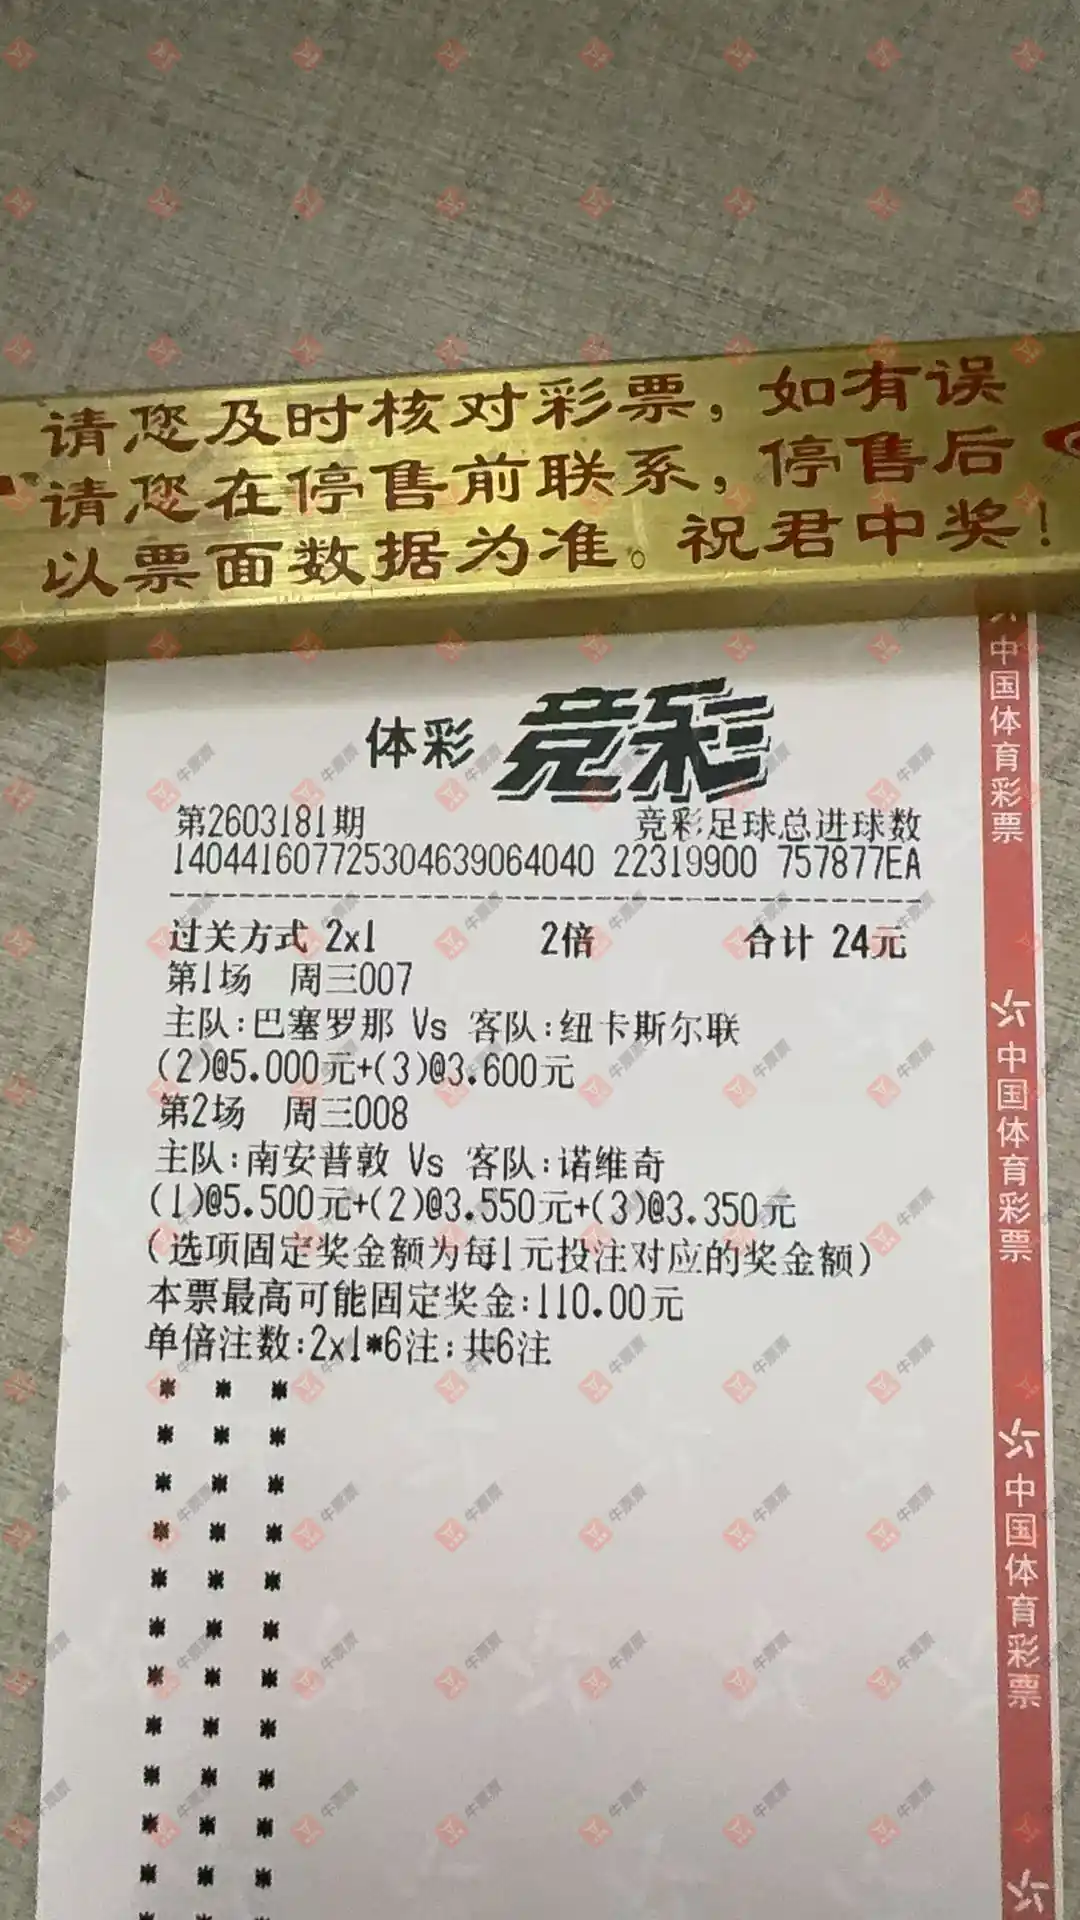 请您及时核对彩票，如有误
请您在停售前联系，停售后
以票面数据为准。祝君中奖！
体彩 竞彩
第2603181期 竞彩足球总进球数
140441607725304639064040 22319900 757877EA
过关方式 2x1 2倍 合计 24元
第1场 周三007
主队:巴塞罗那 Vs 客队:纽卡斯尔联
(2)@5.000元+(3)@3.600元
第2场 周三008
主队:南安普敦 Vs 客队:诺维奇
(1)@5.500元+(2)@3.550元+(3)@3.350元
(选项固定奖金额为每1元投注对应的奖金额)
本票最高可能固定奖金:110.00元
单倍注数:2x1*6注:共6注
中国体育彩票
中国体育彩票
中国体育彩票
牛票票